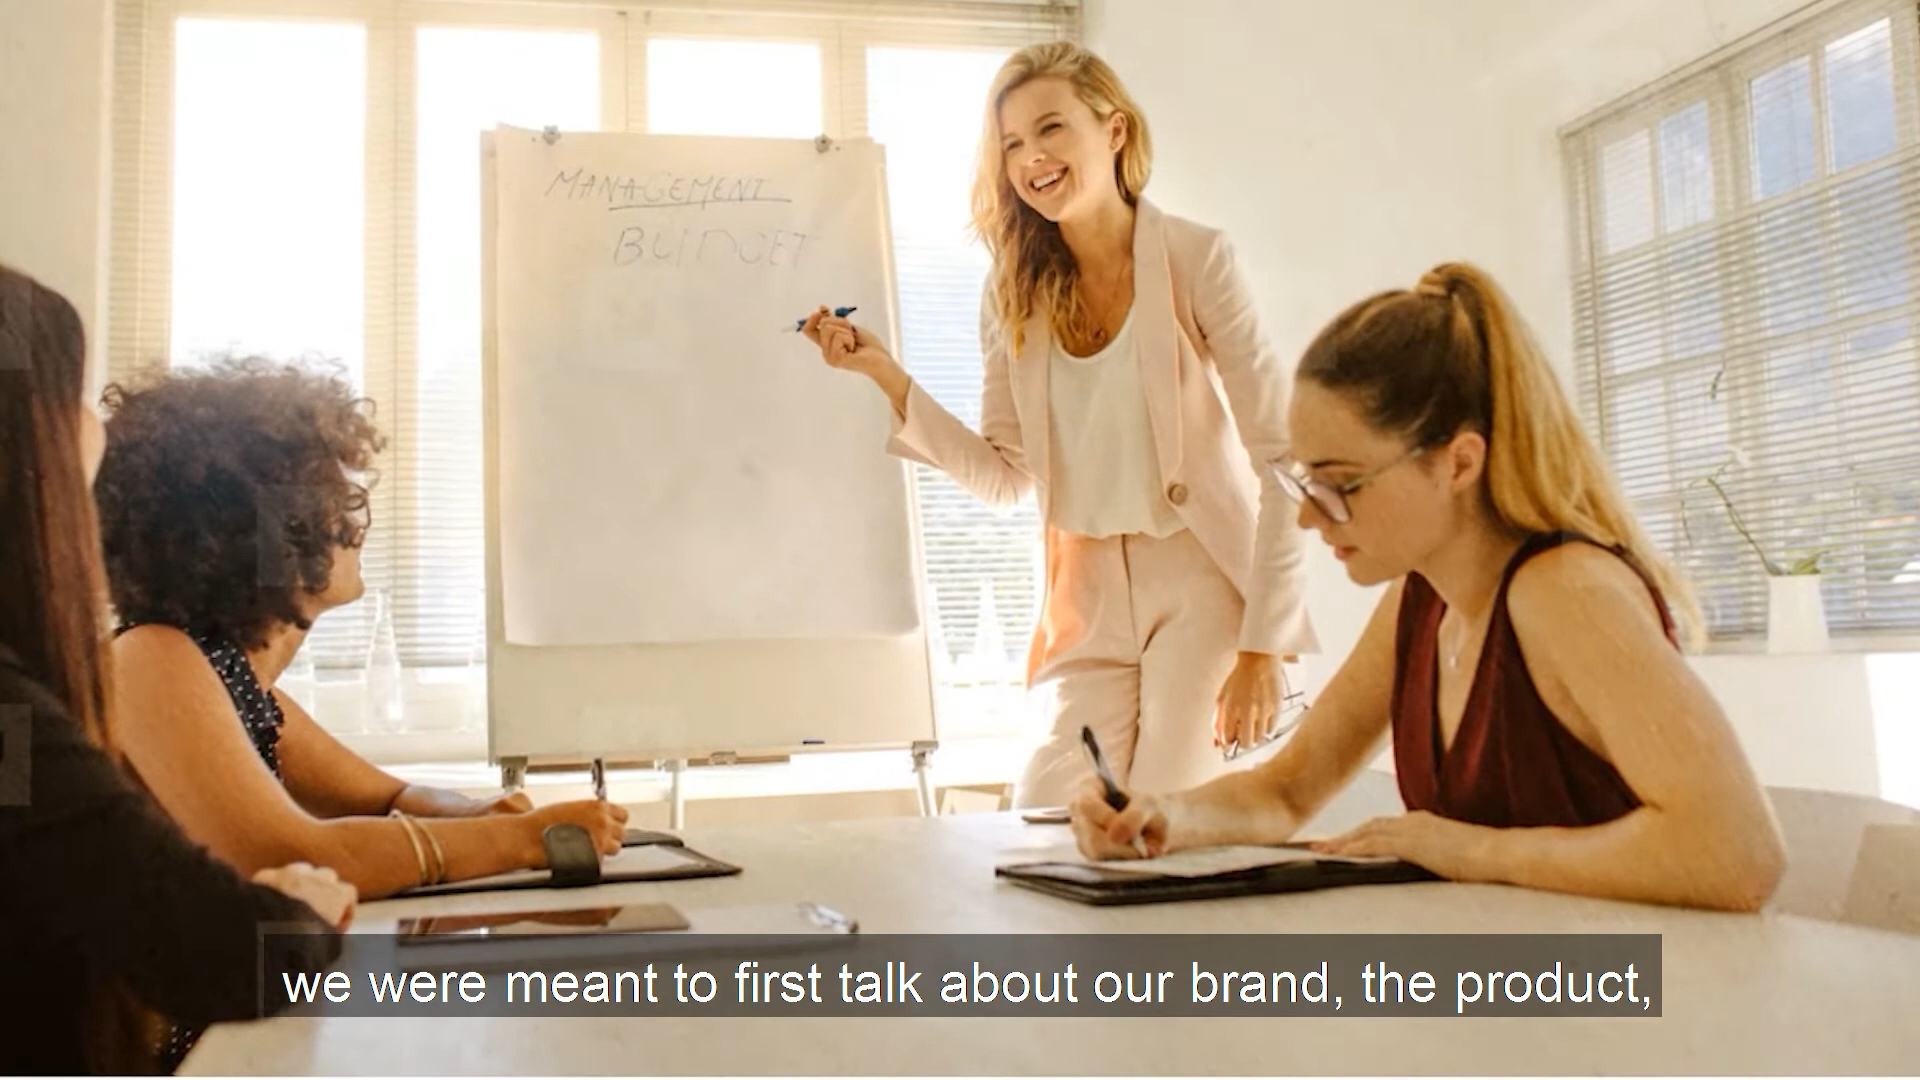 MANAGEMENT
BUDGET
we were meant to first talk about our brand, the product,